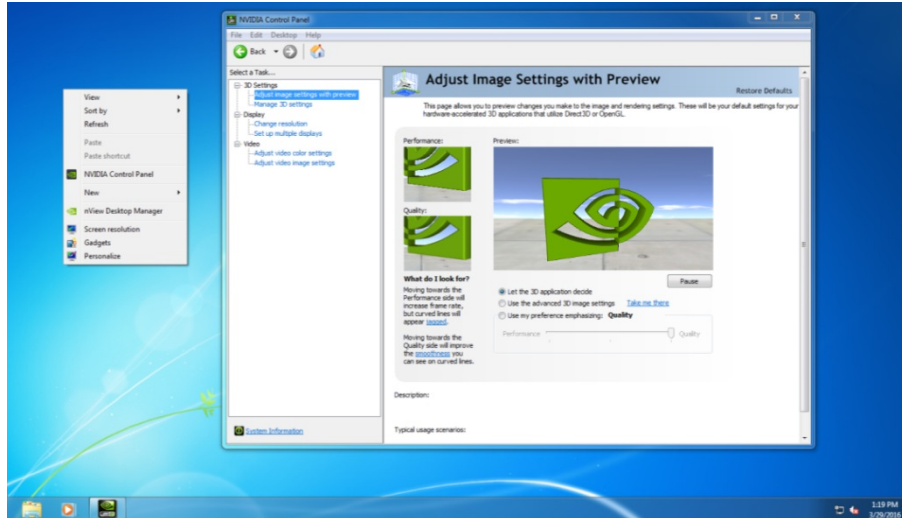 NVIDIA Control Panel
File Edit Desktop Help
Back
Select a Task...
3D Settings
Adjust image settings with preview
Manage 3D settings
Display
Change resolution
Set up multiple displays
Video
Adjust video color settings
Adjust video image settings
System Information
Adjust Image Settings with Preview
Restore Defaults
This page allows you to preview changes you make to the image and rendering settings. These will be your default settings for your
hardware-accelerated 3D applications that utilize Direct3D or OpenGL.
Performance:
Preview:
Quality:
What do I look for?
Moving towards the
Performance side will
increase frame rate,
but curved lines will
appear jagged.
Moving towards the
Quality side will improve
the smoothness you
can see on curved lines.
Pause
Let the 3D application decide
Use the advanced 3D image settings Take me there
Use my preference emphasizing: Quality
Performance Quality
Description:
Typical usage scenarios:
View
Sort by
Refresh
Paste
Paste shortcut
NVIDIA Control Panel
New
nView Desktop Manager
Screen resolution
Gadgets
Personalize
1:19 PM
3/29/2016